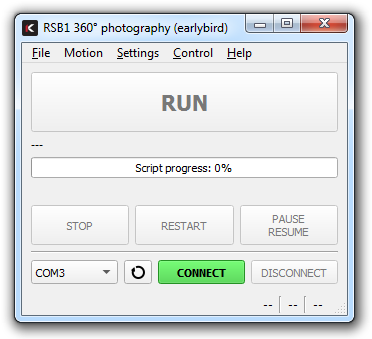 RSB1 360° photography (earlybird)
File Motion Settings Control Help
RUN
---
Script progress: 0%
STOP RESTART PAUSE
RESUME
COM3 CONNECT DISCONNECT
-- -- --